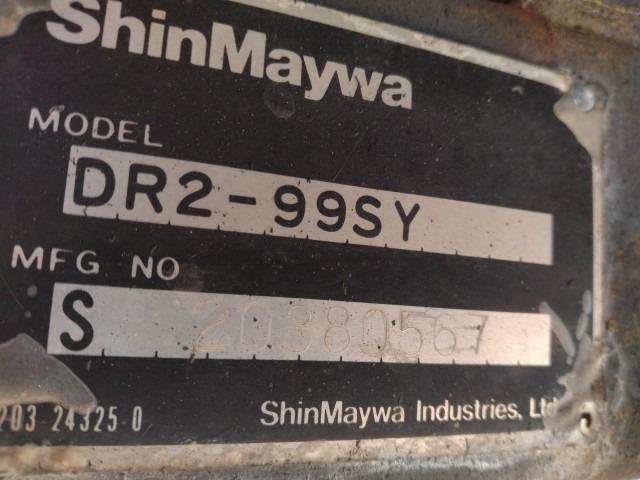 ShinMaywa
MODEL
DR2-99SY
MFG NO
S 20380567
203 24325 0
ShinMaywa Industries, Ltd